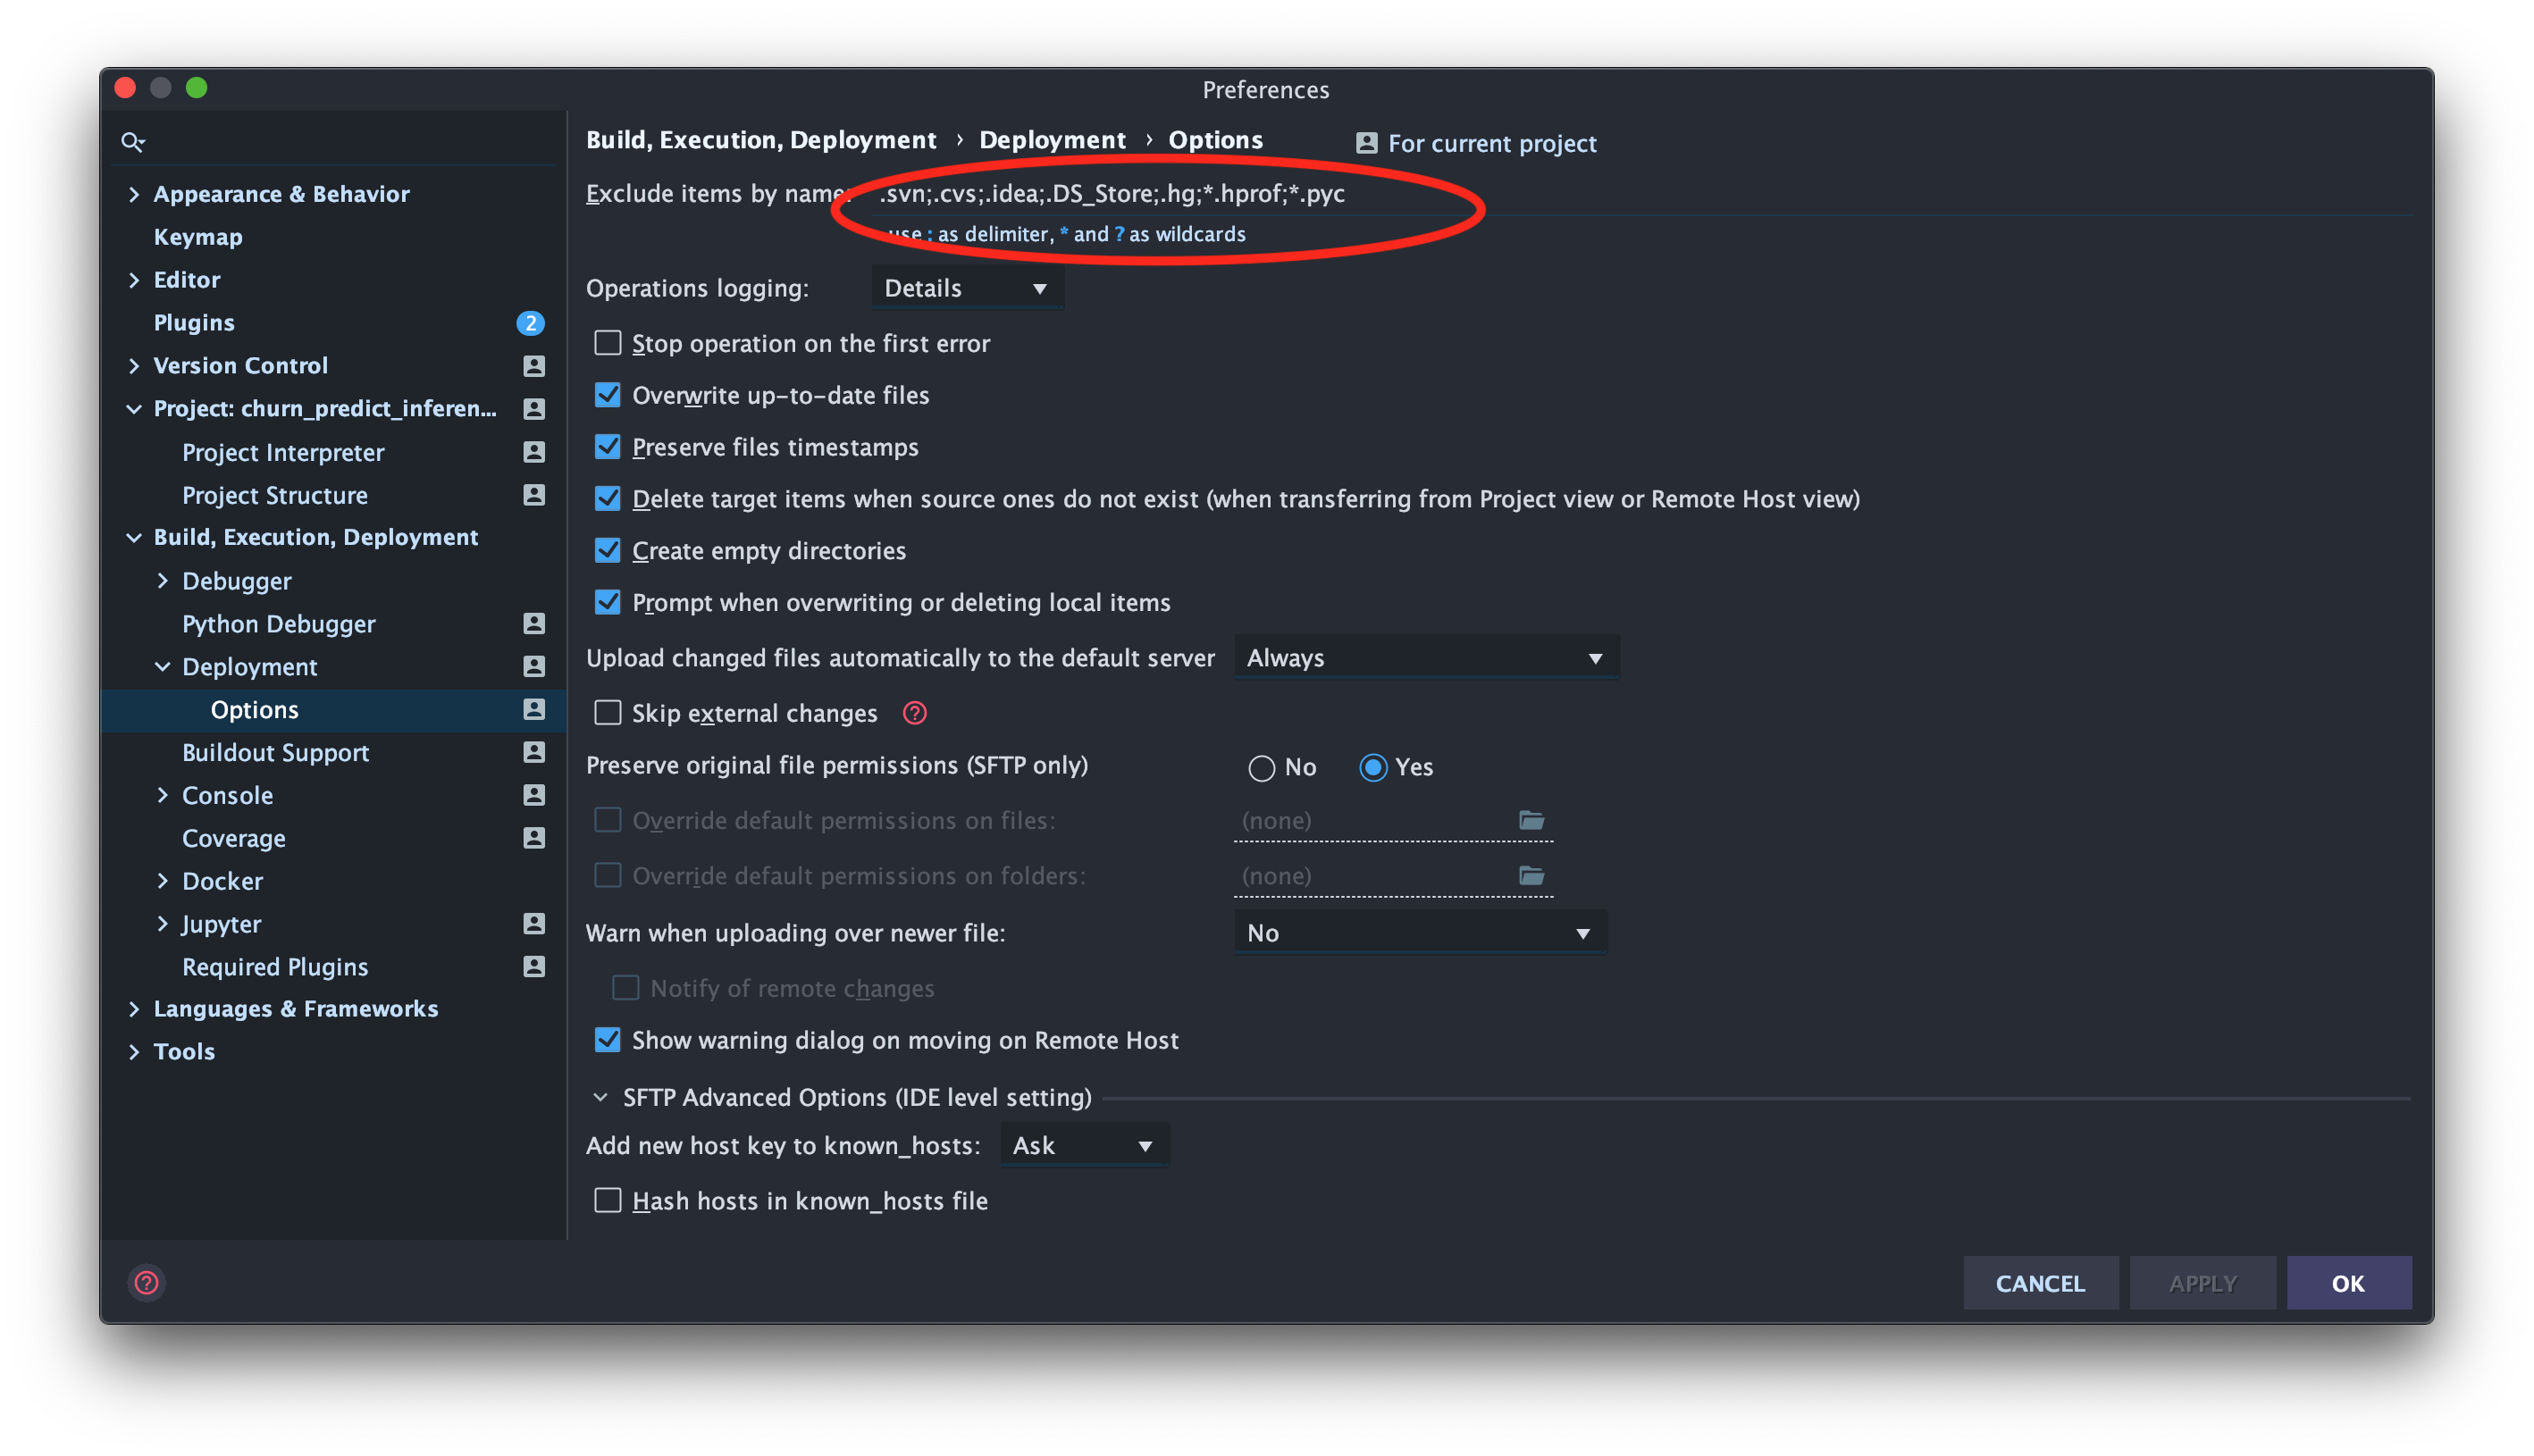 Preferences
Appearance & Behavior
Keymap
Editor
Plugins
2
Version Control
Project: churn_predict_inferen...
Project Interpreter
Project Structure
Build, Execution, Deployment
Debugger
Python Debugger
Deployment
Options
Buildout Support
Console
Coverage
Docker
Jupyter
Required Plugins
Languages & Frameworks
Tools
Build, Execution, Deployment › Deployment › Options For current project
Exclude items by name: .svn;.cvs;.idea;.DS_Store;.hg;*.hprof;*.pyc
use ; as delimiter, * and ? as wildcards
Operations logging: Details
Stop operation on the first error
Overwrite up-to-date files
Preserve files timestamps
Delete target items when source ones do not exist (when transferring from Project view or Remote Host view)
Create empty directories
Prompt when overwriting or deleting local items
Upload changed files automatically to the default server Always
Skip external changes ?
Preserve original file permissions (SFTP only) No Yes
Override default permissions on files: (none)
Override default permissions on folders: (none)
Warn when uploading over newer file: No
Notify of remote changes
Show warning dialog on moving on Remote Host
SFTP Advanced Options (IDE level setting)
Add new host key to known_hosts: Ask
Hash hosts in known_hosts file
? CANCEL APPLY OK